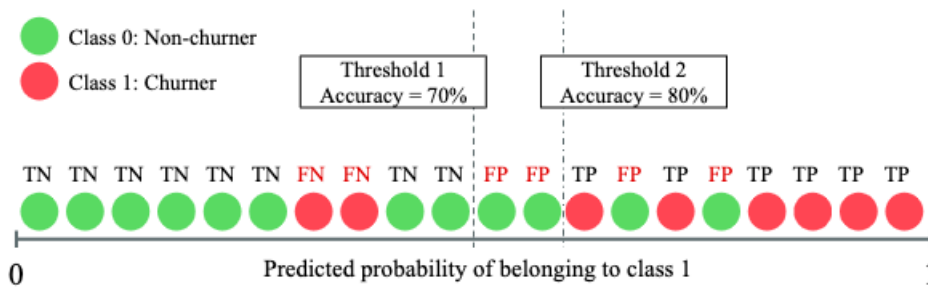 Class 0: Non-churner
Class 1: Churner
Threshold 1
Accuracy = 70%
Threshold 2
Accuracy = 80%
TN TN TN TN TN TN FN FN TN TN FP FP TP FP TP FP TP TP TP TP
0 Predicted probability of belonging to class 1